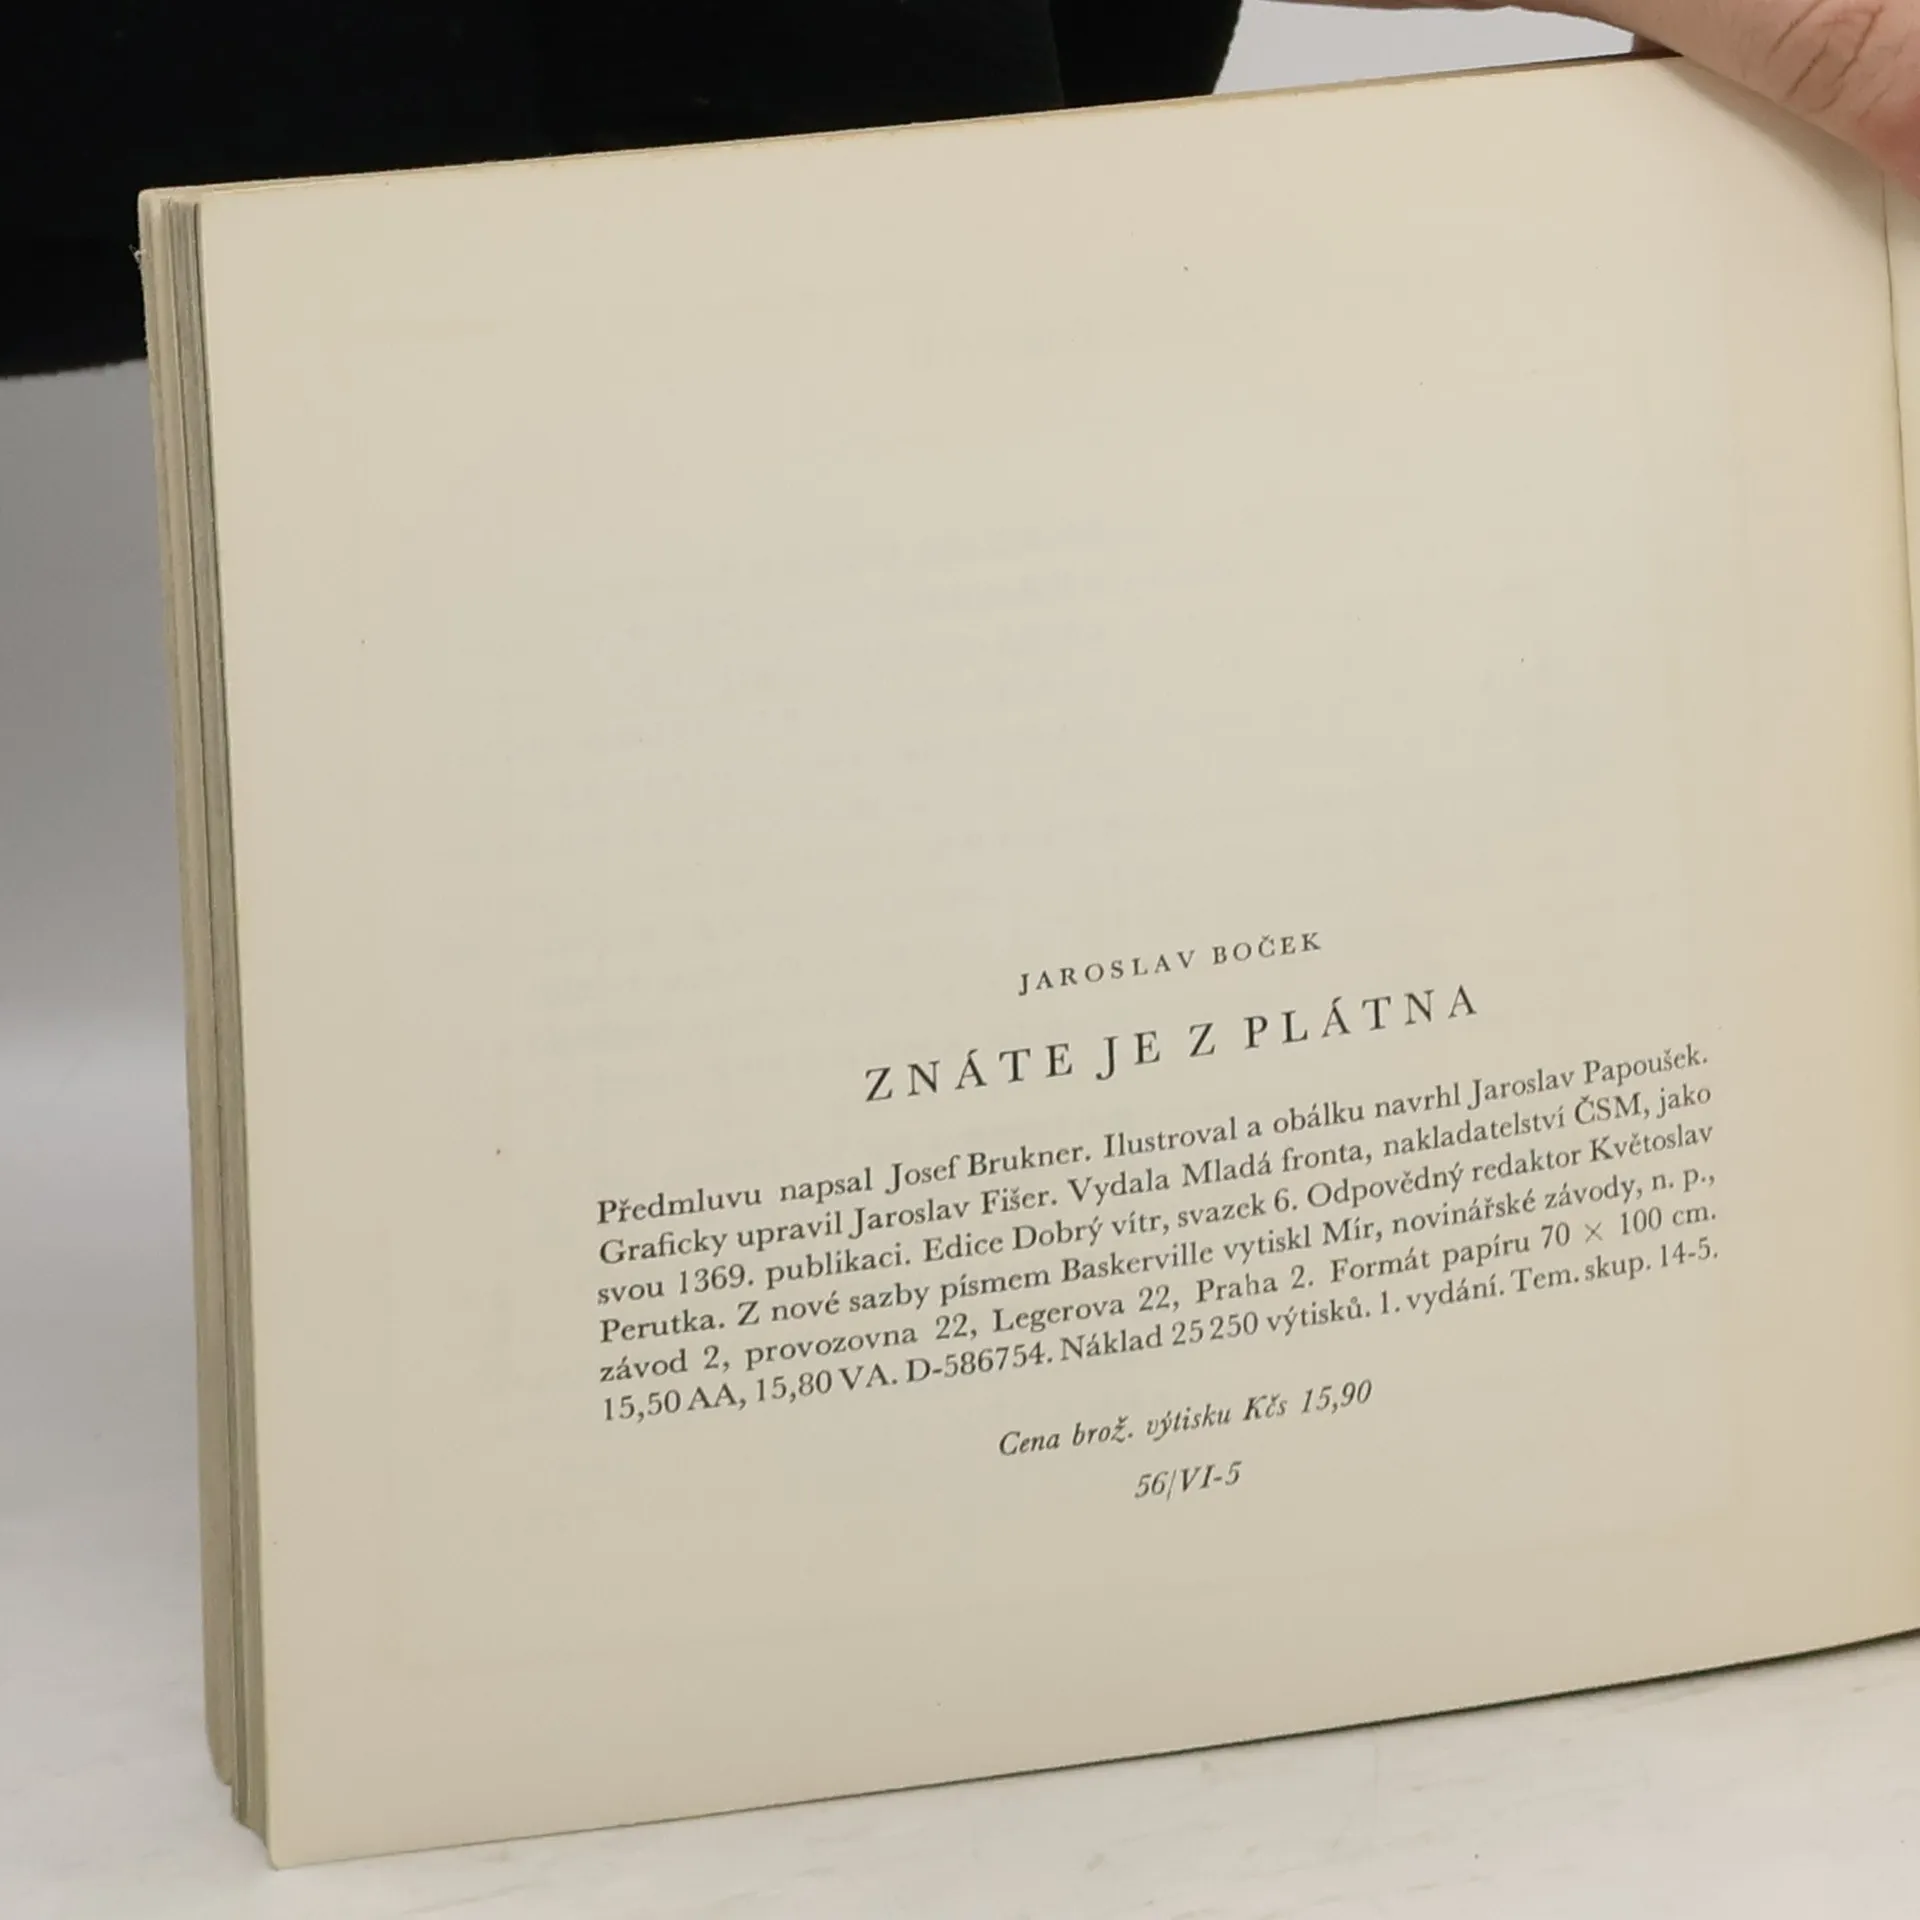 JAROSLAV BOČEK
ZNÁTE JE Z PLÁTNA
Předmluvu napsal Josef Brukner. Ilustroval a obálku navrhl Jaroslav Papoušek.
Graficky upravil Jaroslav Fišer. Vydala Mladá fronta, nakladatelství ČSM, jako
svou 1369. publikaci. Edice Dobrý vítr, svazek 6. Odpovědný redaktor Květoslav
Perutka. Z nové sazby písmem Baskerville vytiskl Mír, novinářské závody, n. p.,
závod 2, provozovna 22, Legerova 22, Praha 2. Formát papíru 70 × 100 cm.
15,50 AA, 15,80 VA. D-586754. Náklad 25 250 výtisků. 1. vydání. Tem. skup. 14-5.
Cena brož. výtisku Kčs 15,90
56/VI-5